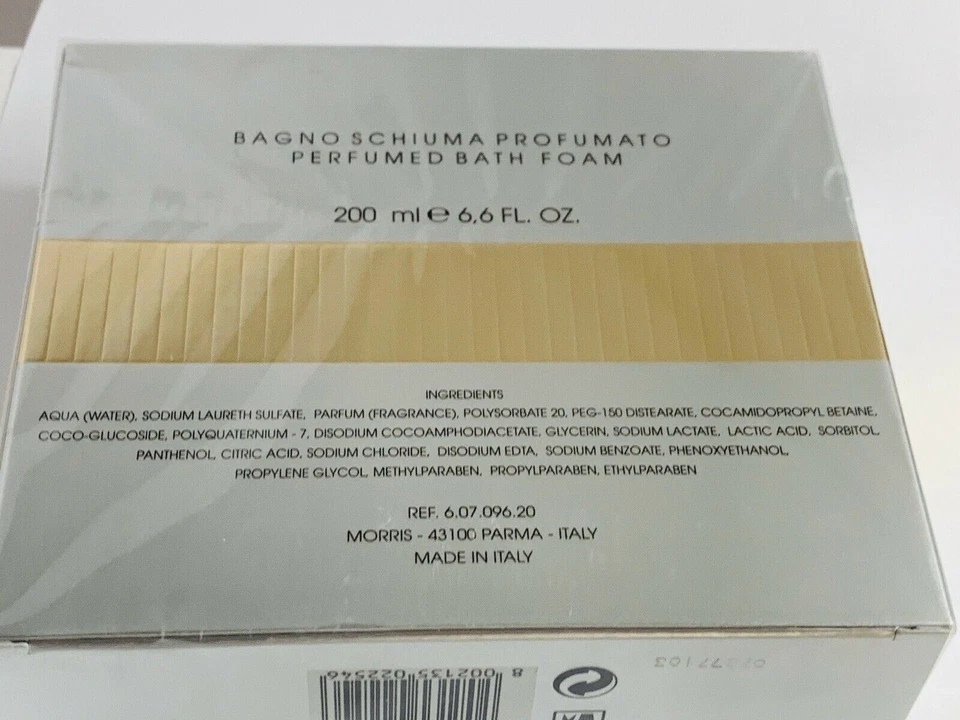 BAGNO SCHIUMA PROFUMATO
PERFUMED BATH FOAM
200 ml e 6,6 FL. OZ.
INGREDIENTS
AQUA (WATER), SODIUM LAURETH SULFATE, PARFUM (FRAGRANCE), POLYSORBATE 20, PEG-150 DISTEARATE, COCAMIDOPROPYL BETAINE,
COCO-GLUCOSIDE, POLYQUATERNIUM - 7, DISODIUM COCOAMPHODIACETATE, GLYCERIN, SODIUM LACTATE, LACTIC ACID, SORBITOL,
PANTHENOL, CITRIC ACID, SODIUM CHLORIDE, DISODIUM EDTA, SODIUM BENZOATE, PHENOXYETHANOL,
PROPYLENE GLYCOL, METHYLPARABEN, PROPYLPARABEN, ETHYLPARABEN
REF. 6.07.096.20
MORRIS - 43100 PARMA - ITALY
MADE IN ITALY
8 002135 022546